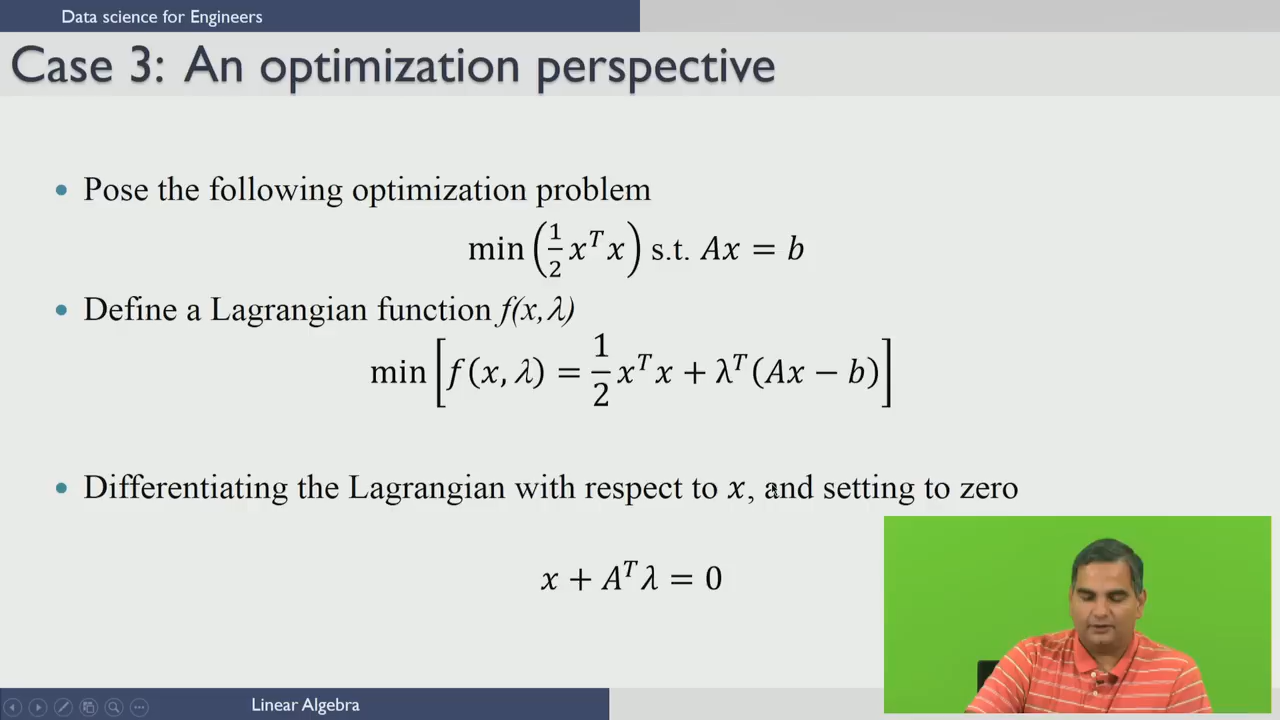 Data science for Engineers
Case 3: An optimization perspective
• Pose the following optimization problem
min (1/2 x^T x) s.t. Ax = b
• Define a Lagrangian function f(x, λ)
min [f(x, λ) = 1/2 x^T x + λ^T (Ax − b)]
• Differentiating the Lagrangian with respect to x, and setting to zero
x + A^T λ = 0
Linear Algebra